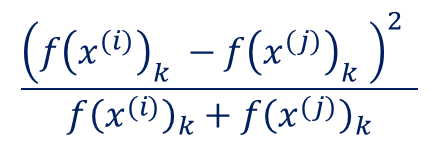 (f(x^{(i)})_k − f(x^{(j)})_k)^2
f(x^{(i)})_k + f(x^{(j)})_k